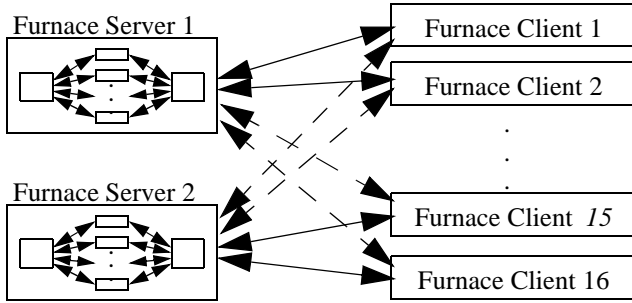 Furnace Server 1
Furnace Client 1
Furnace Client 2
Furnace Server 2
Furnace Client 15
Furnace Client 16